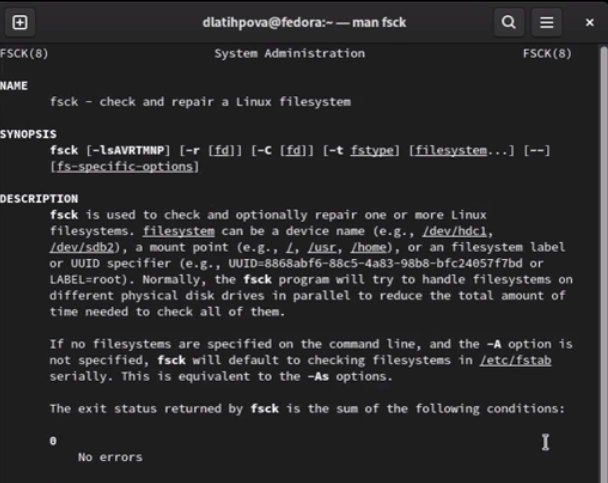 dlatihpova@fedora:~ — man fsck
FSCK(8) System Administration FSCK(8)
NAME
fsck - check and repair a Linux filesystem
SYNOPSIS
fsck [-lsAVRTMNP] [-r [fd]] [-C [fd]] [-t fstype] [filesystem...] [--]
[fs-specific-options]
DESCRIPTION
fsck is used to check and optionally repair one or more Linux
filesystems. filesystem can be a device name (e.g., /dev/hdc1,
/dev/sdb2), a mount point (e.g., /, /usr, /home), or an filesystem label
or UUID specifier (e.g., UUID=8868abf6-88c5-4a83-98b8-bfc24057f7bd or
LABEL=root). Normally, the fsck program will try to handle filesystems on
different physical disk drives in parallel to reduce the total amount of
time needed to check all of them.
If no filesystems are specified on the command line, and the -A option is
not specified, fsck will default to checking filesystems in /etc/fstab
serially. This is equivalent to the -As options.
The exit status returned by fsck is the sum of the following conditions:
0
No errors